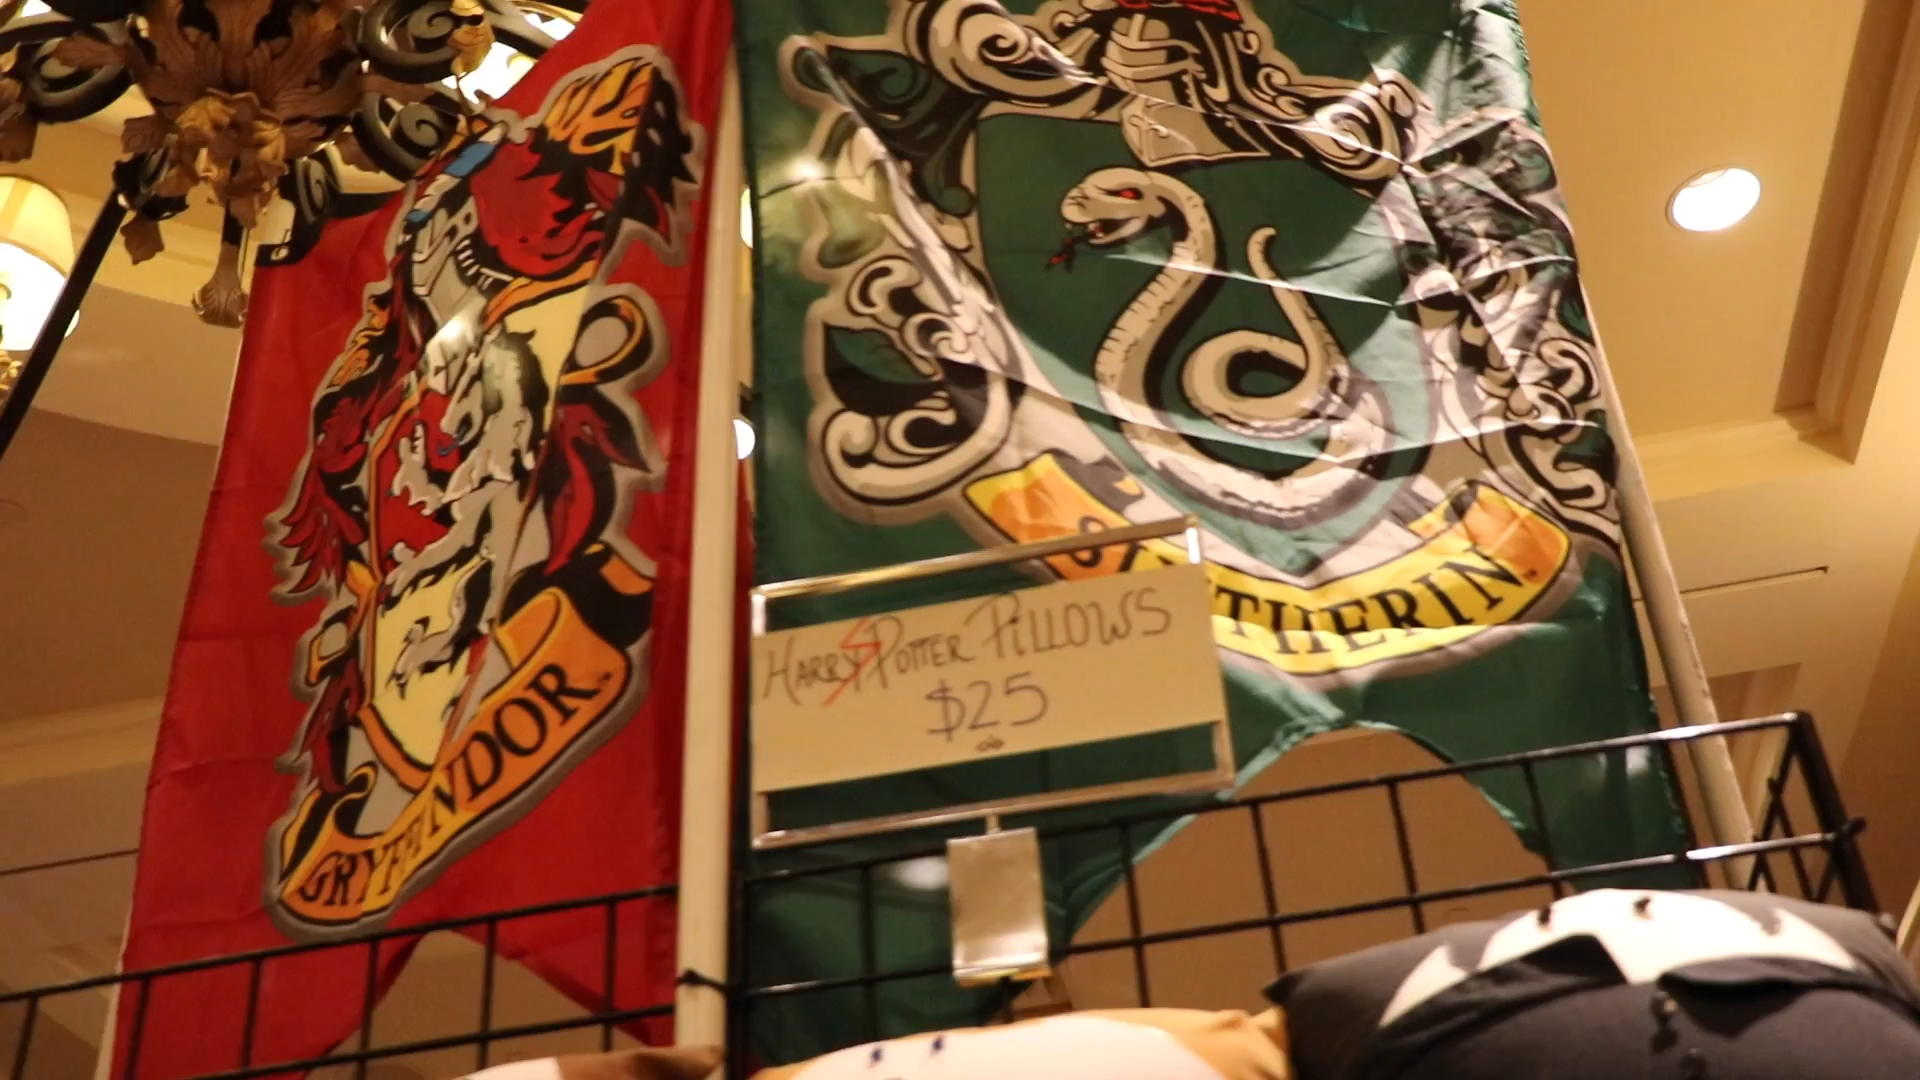 GRYFFINDOR
SLYTHERIN
HARRY POTTER PILLOWS
$25